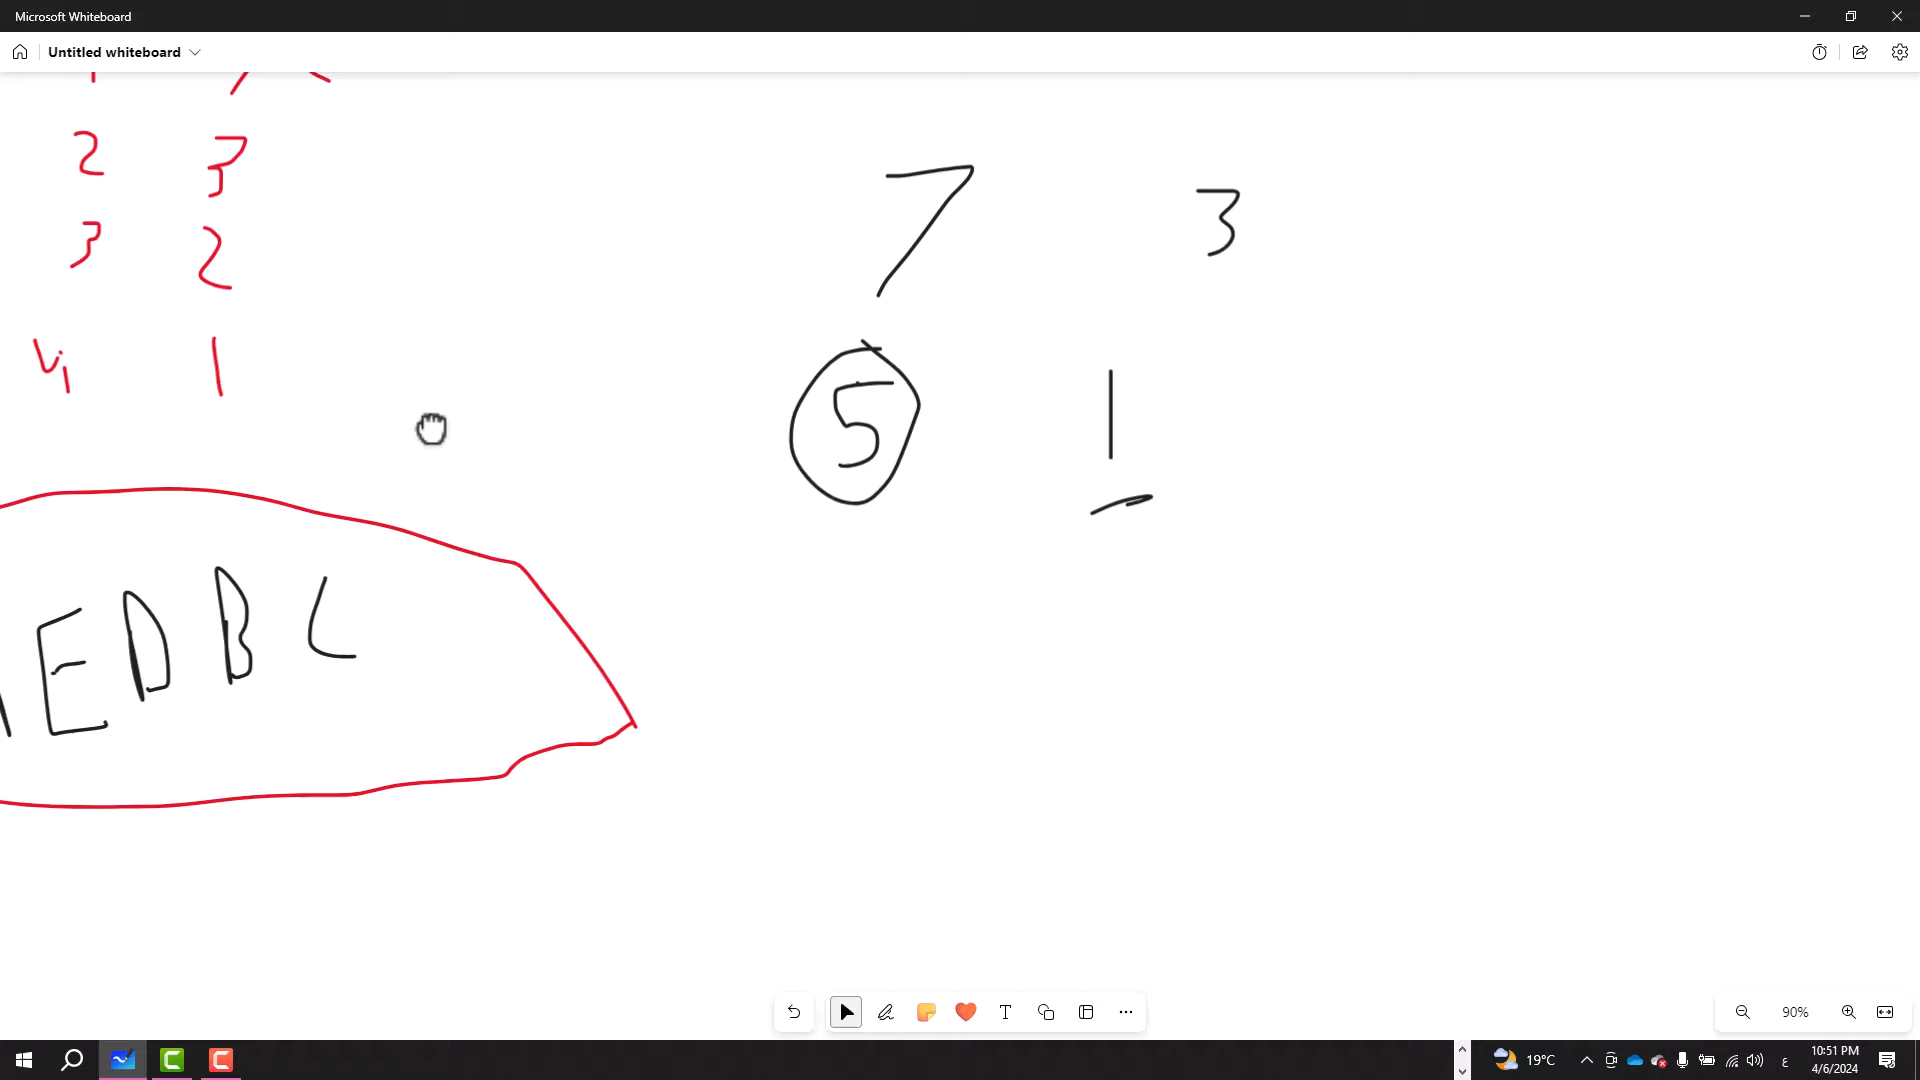 Microsoft Whiteboard
Untitled whiteboard
2 3
3 2
1
7 3
5 1
E D B C
90%
19°C
ع
10:51 PM
4/6/2024